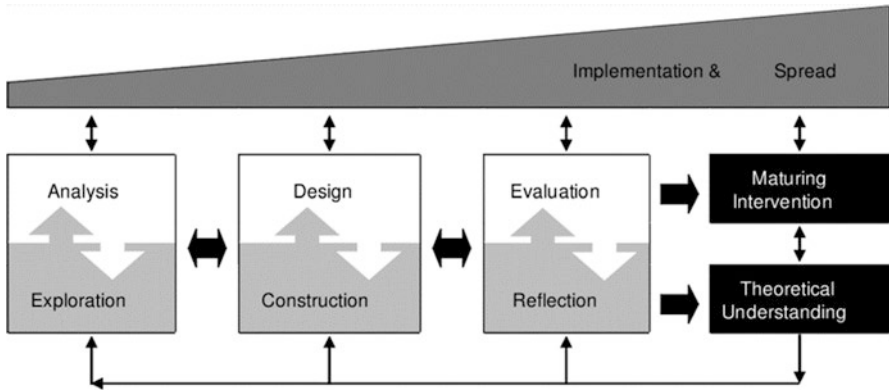 Implementation & Spread
Analysis
Exploration
Design
Construction
Evaluation
Reflection
Maturing
Intervention
Theoretical
Understanding